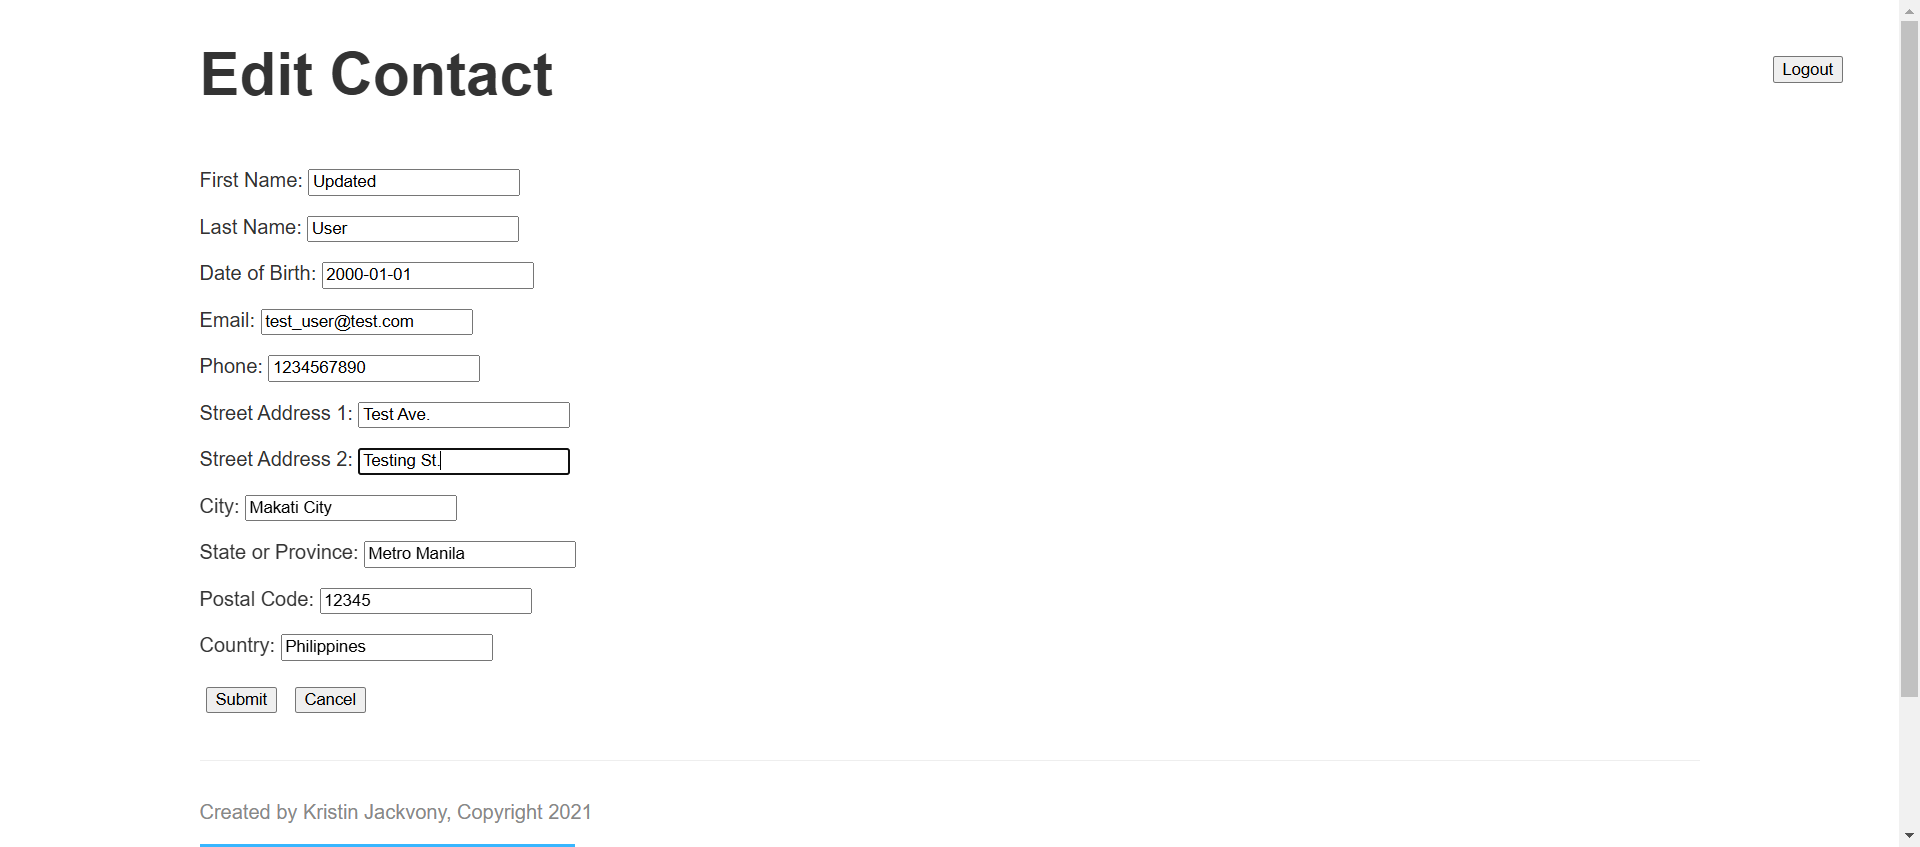 Edit Contact
Logout
First Name: Updated
Last Name: User
Date of Birth: 2000-01-01
Email: test_user@test.com
Phone: 1234567890
Street Address 1: Test Ave.
Street Address 2: Testing St.
City: Makati City
State or Province: Metro Manila
Postal Code: 12345
Country: Philippines
Submit Cancel
Created by Kristin Jackvony, Copyright 2021